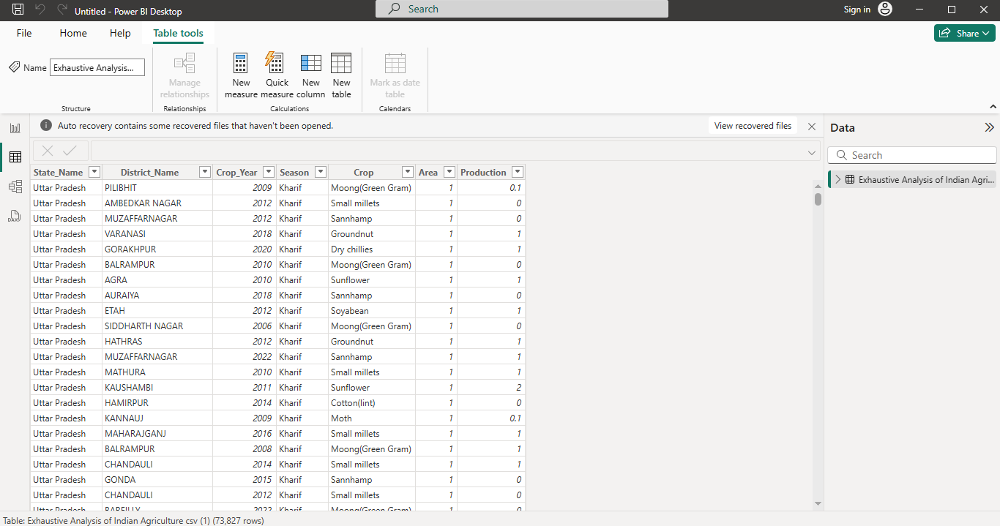 Untitled - Power BI Desktop
Search
Sign in
File Home Help Table tools
Share
Name Exhaustive Analysis...
Manage relationships
New measure
Quick measure
New column
New table
Mark as date table
Structure Relationships Calculations Calendars
Auto recovery contains some recovered files that haven't been opened.
View recovered files
Data
Search
Exhaustive Analysis of Indian Agri...
DAX
State_Name District_Name Crop_Year Season Crop Area Production
Uttar Pradesh PILIBHIT 2009 Kharif Moong(Green Gram) 1 0.1
Uttar Pradesh AMBEDKAR NAGAR 2012 Kharif Small millets 1 0
Uttar Pradesh MUZAFFARNAGAR 2012 Kharif Sannhamp 1 0
Uttar Pradesh VARANASI 2018 Kharif Groundnut 1 1
Uttar Pradesh GORAKHPUR 2020 Kharif Dry chillies 1 1
Uttar Pradesh BALRAMPUR 2010 Kharif Moong(Green Gram) 1 0
Uttar Pradesh AGRA 2010 Kharif Sunflower 1 1
Uttar Pradesh AURAIYA 2018 Kharif Sannhamp 1 0
Uttar Pradesh ETAH 2012 Kharif Soyabean 1 1
Uttar Pradesh SIDDHARTH NAGAR 2006 Kharif Moong(Green Gram) 1 0
Uttar Pradesh HATHRAS 2012 Kharif Groundnut 1 1
Uttar Pradesh MUZAFFARNAGAR 2022 Kharif Sannhamp 1 1
Uttar Pradesh MATHURA 2010 Kharif Small millets 1 1
Uttar Pradesh KAUSHAMBI 2011 Kharif Sunflower 1 2
Uttar Pradesh HAMIRPUR 2014 Kharif Cotton(lint) 1 0
Uttar Pradesh KANNAUJ 2009 Kharif Moth 1 0.1
Uttar Pradesh MAHARAJGANJ 2016 Kharif Small millets 1 1
Uttar Pradesh BALRAMPUR 2008 Kharif Moong(Green Gram) 1 1
Uttar Pradesh CHANDAULI 2014 Kharif Small millets 1 1
Uttar Pradesh GONDA 2015 Kharif Sannhamp 1 0
Uttar Pradesh CHANDAULI 2012 Kharif Small millets 1 0
Uttar Pradesh BAREILLY 2022 Kharif Moong(Green Gram) 1 0
Table: Exhaustive Analysis of Indian Agriculture csv (1) (73,827 rows)